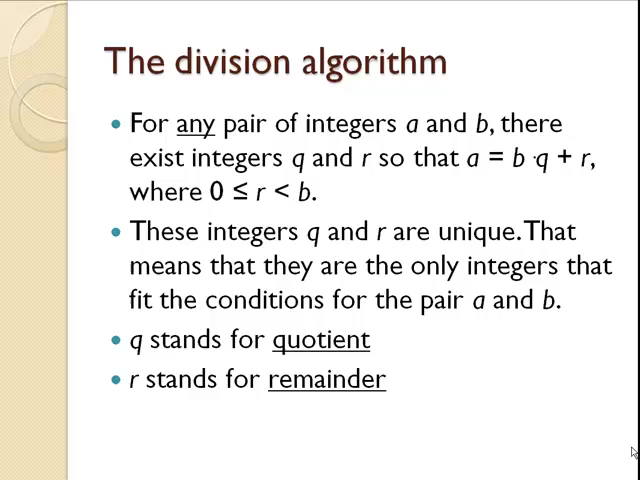 The division algorithm
• For any pair of integers a and b, there
exist integers q and r so that a = b·q + r,
where 0 ≤ r < b.
• These integers q and r are unique. That
means that they are the only integers that
fit the conditions for the pair a and b.
• q stands for quotient
• r stands for remainder